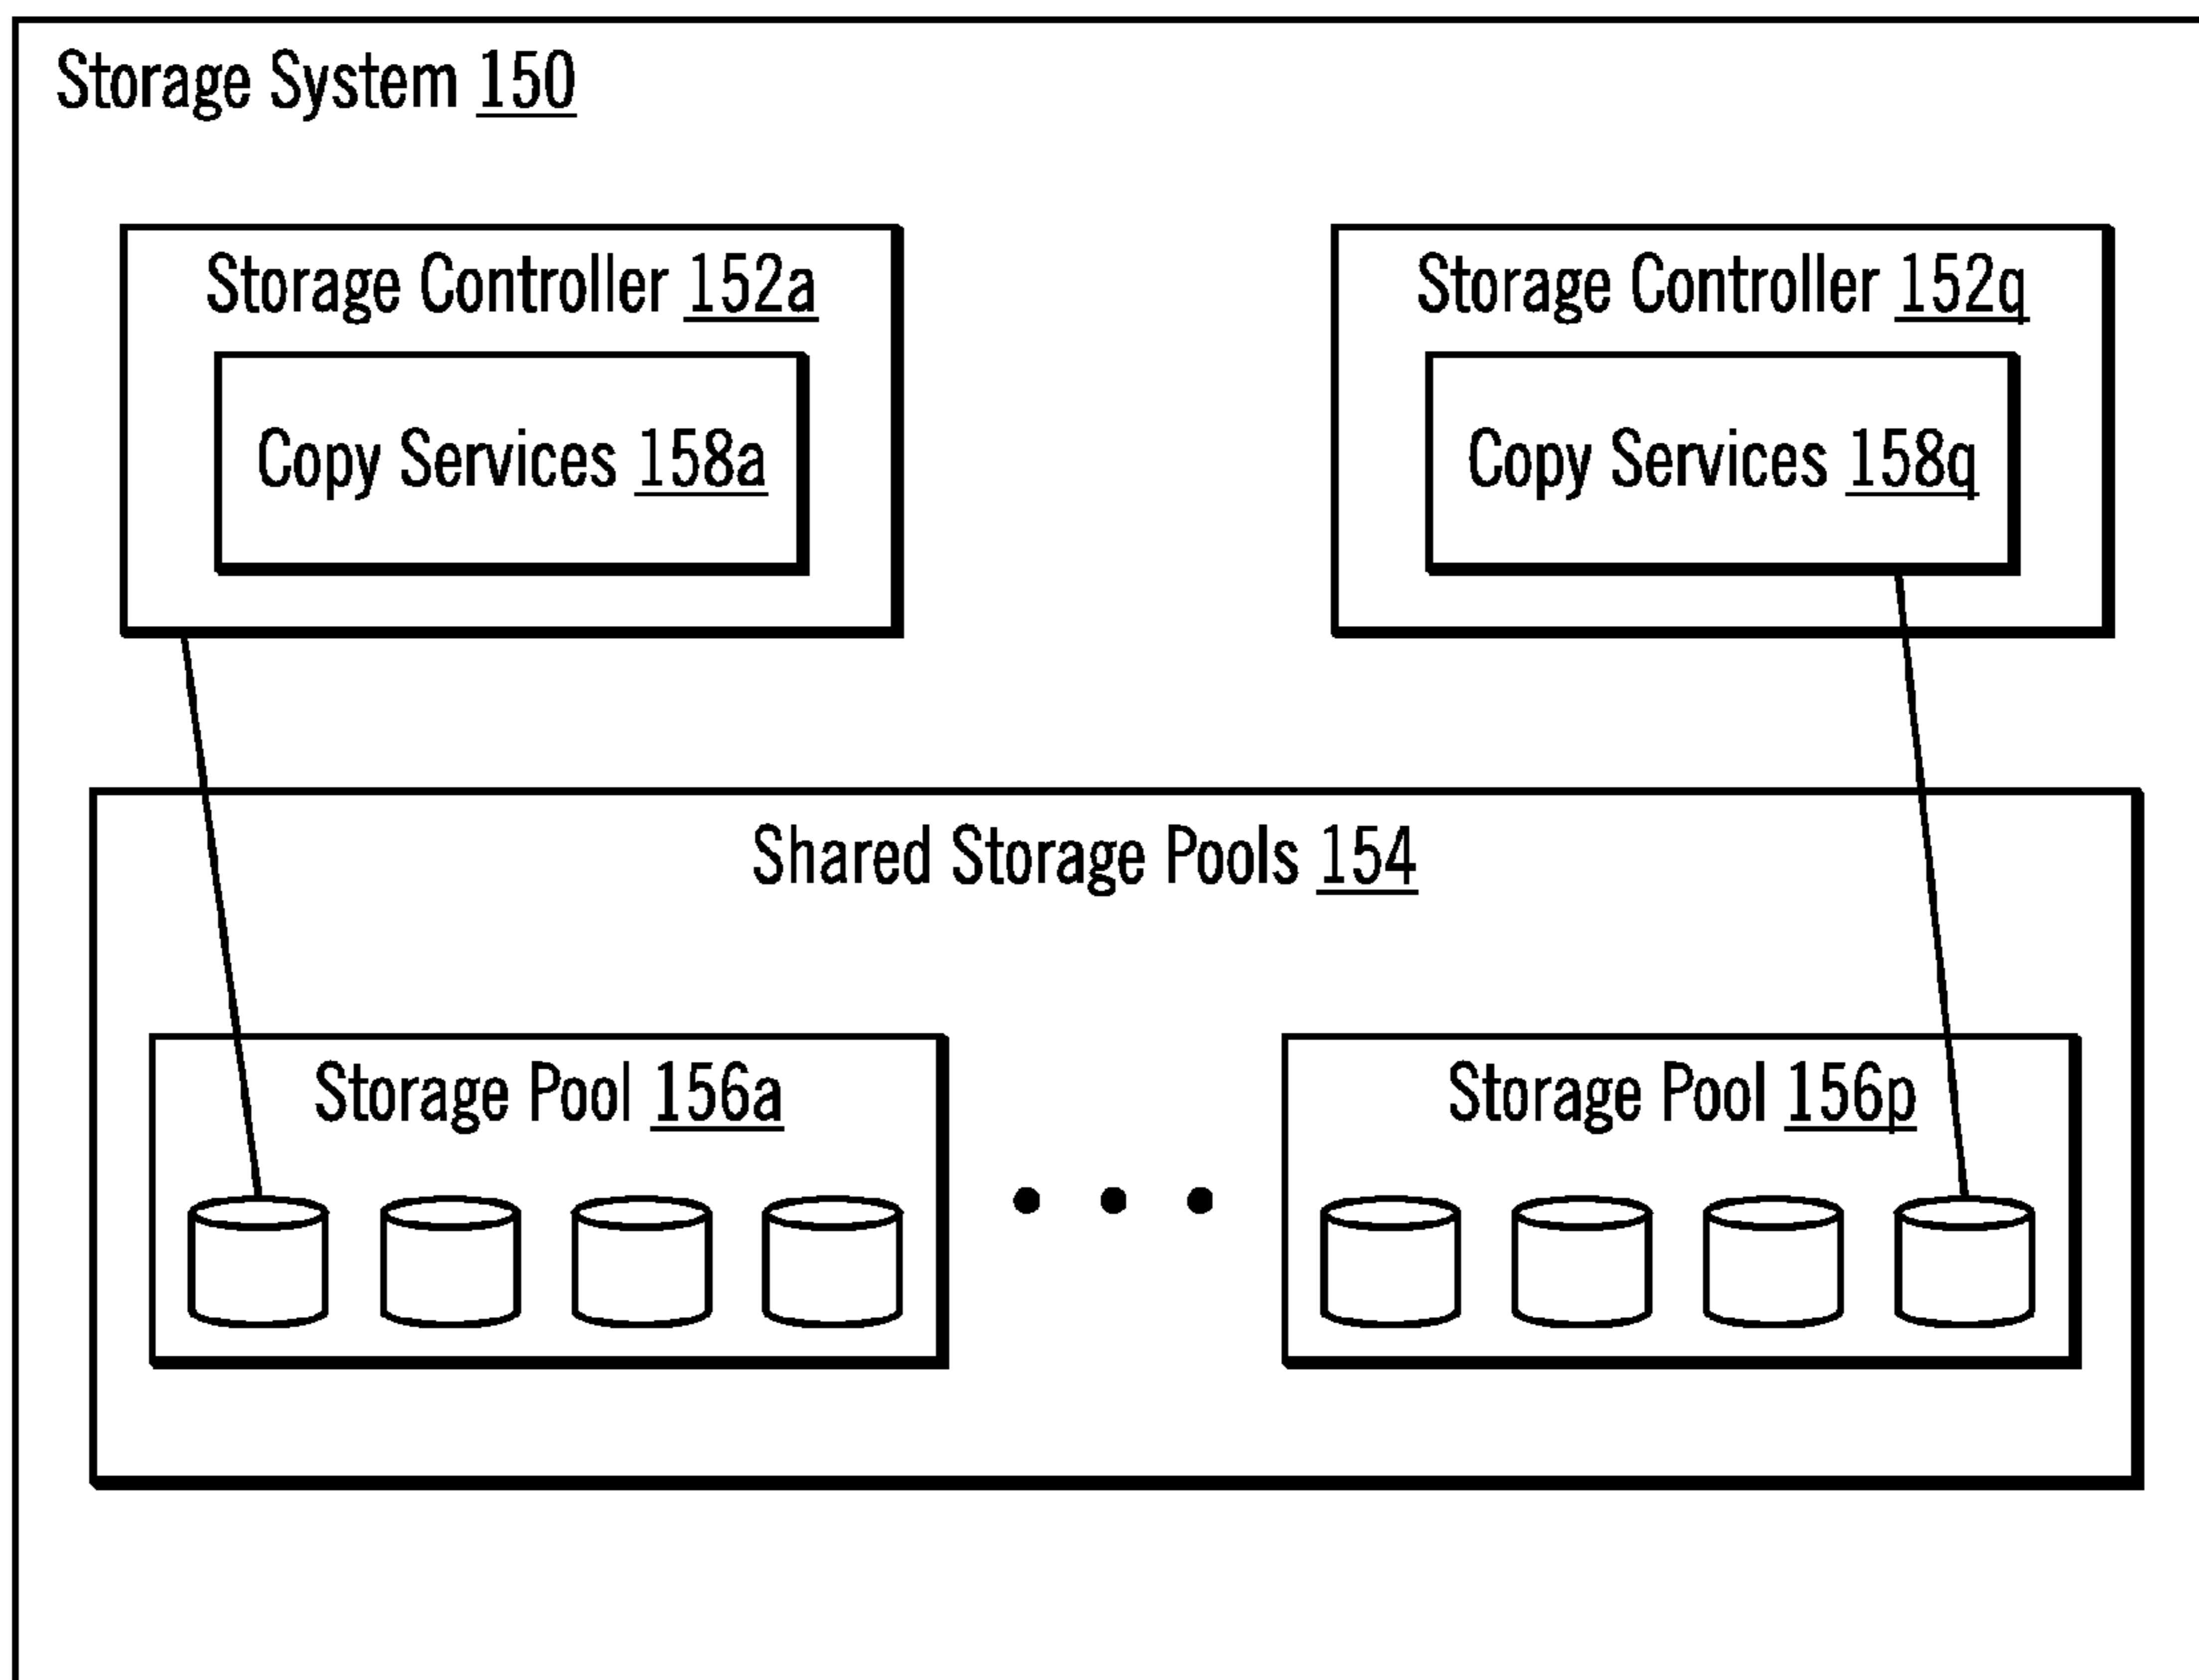 Storage System 150
Storage Controller 152a
Storage Controller 152q
Copy Services 158a
Copy Services 158q
Shared Storage Pools 154
Storage Pool 156a
Storage Pool 156p